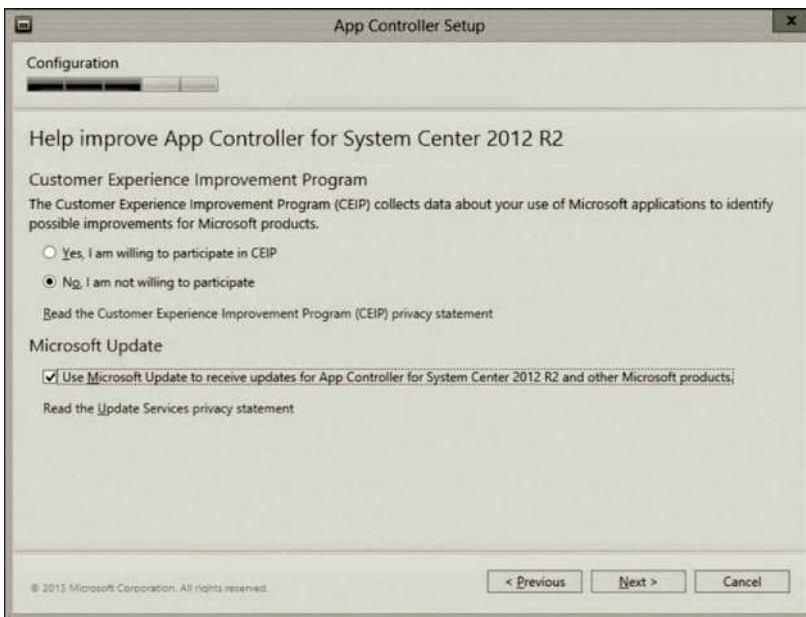 App Controller Setup
x
Configuration
Help improve App Controller for System Center 2012 R2
Customer Experience Improvement Program
The Customer Experience Improvement Program (CEIP) collects data about your use of Microsoft applications to identify
possible improvements for Microsoft products.
Yes, I am willing to participate in CEIP
No, I am not willing to participate
Read the Customer Experience Improvement Program (CEIP) privacy statement
Microsoft Update
Use Microsoft Update to receive updates for App Controller for System Center 2012 R2 and other Microsoft products.
Read the Update Services privacy statement
© 2013 Microsoft Corporation. All rights reserved.
< Previous
Next >
Cancel